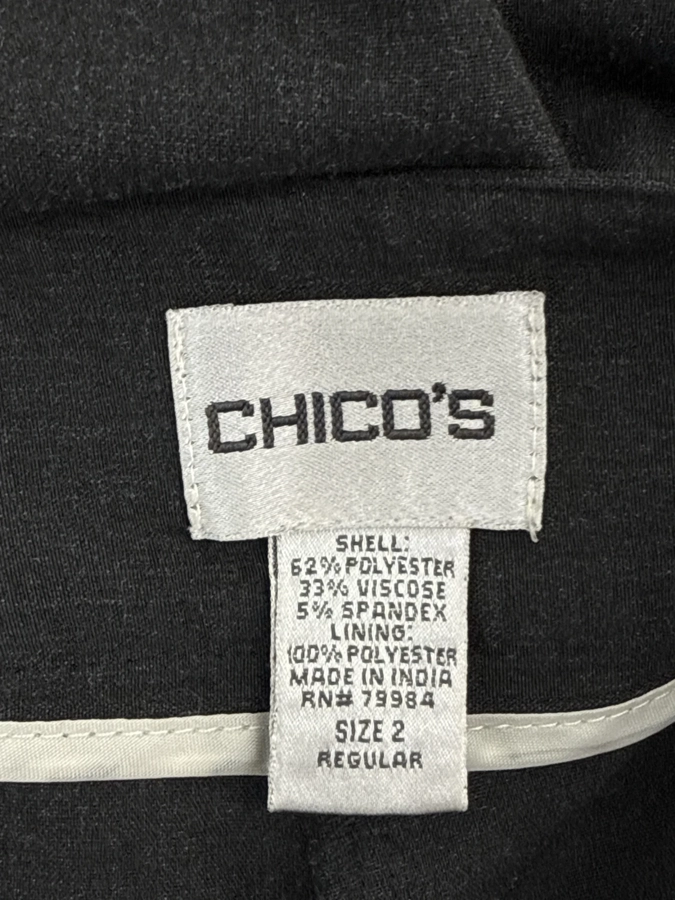 CHICO'S
SHELL:
62% POLYESTER
33% VISCOSE
5% SPANDEX
LINING:
100% POLYESTER
MADE IN INDIA
RN# 79984
SIZE 2
REGULAR